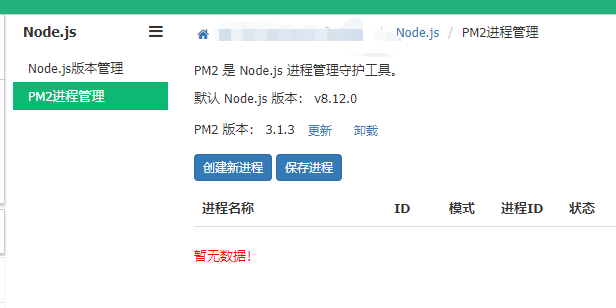 Node.js
Node.js版本管理
PM2进程管理
/ Node.js / PM2进程管理
PM2 是 Node.js 进程管理守护工具。
默认 Node.js 版本： v8.12.0
PM2 版本： 3.1.3 更新 卸载
创建新进程 保存进程
进程名称 ID 模式 进程ID 状态
暂无数据!